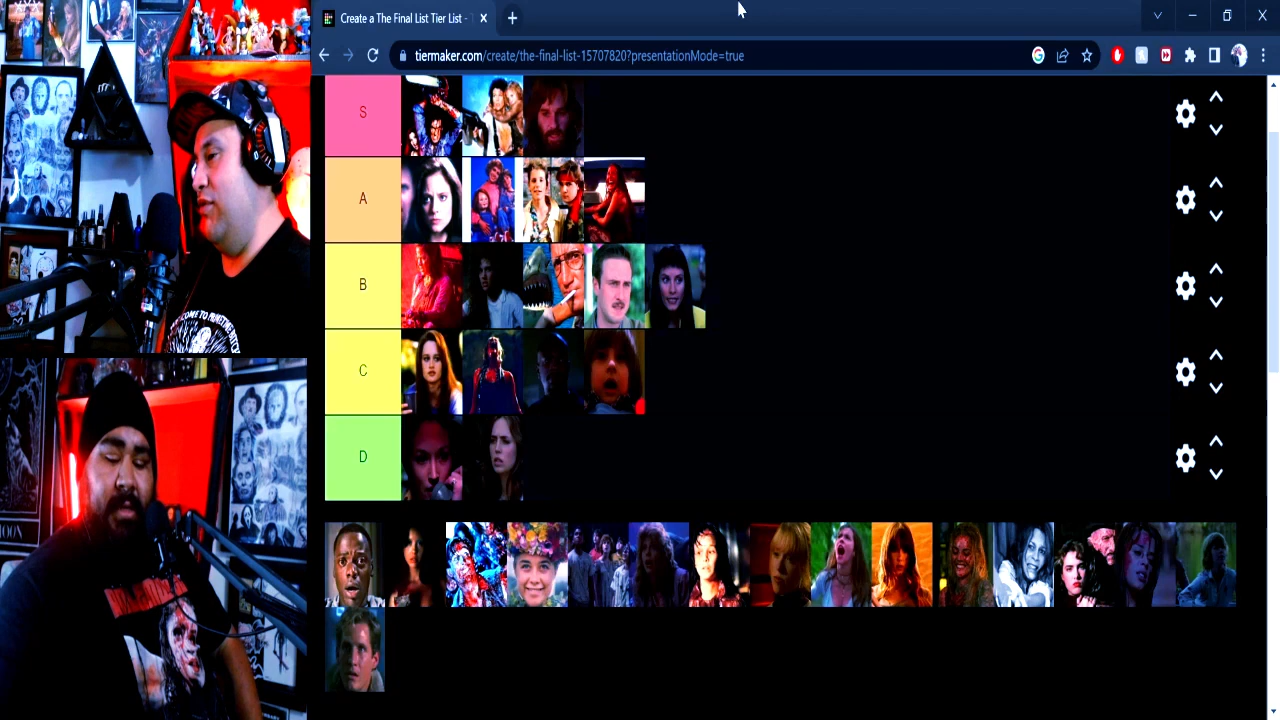 Create a The Final List Tier List -
tiermaker.com/create/the-final-list-15707820?presentationMode=true
S
A
B
C
D